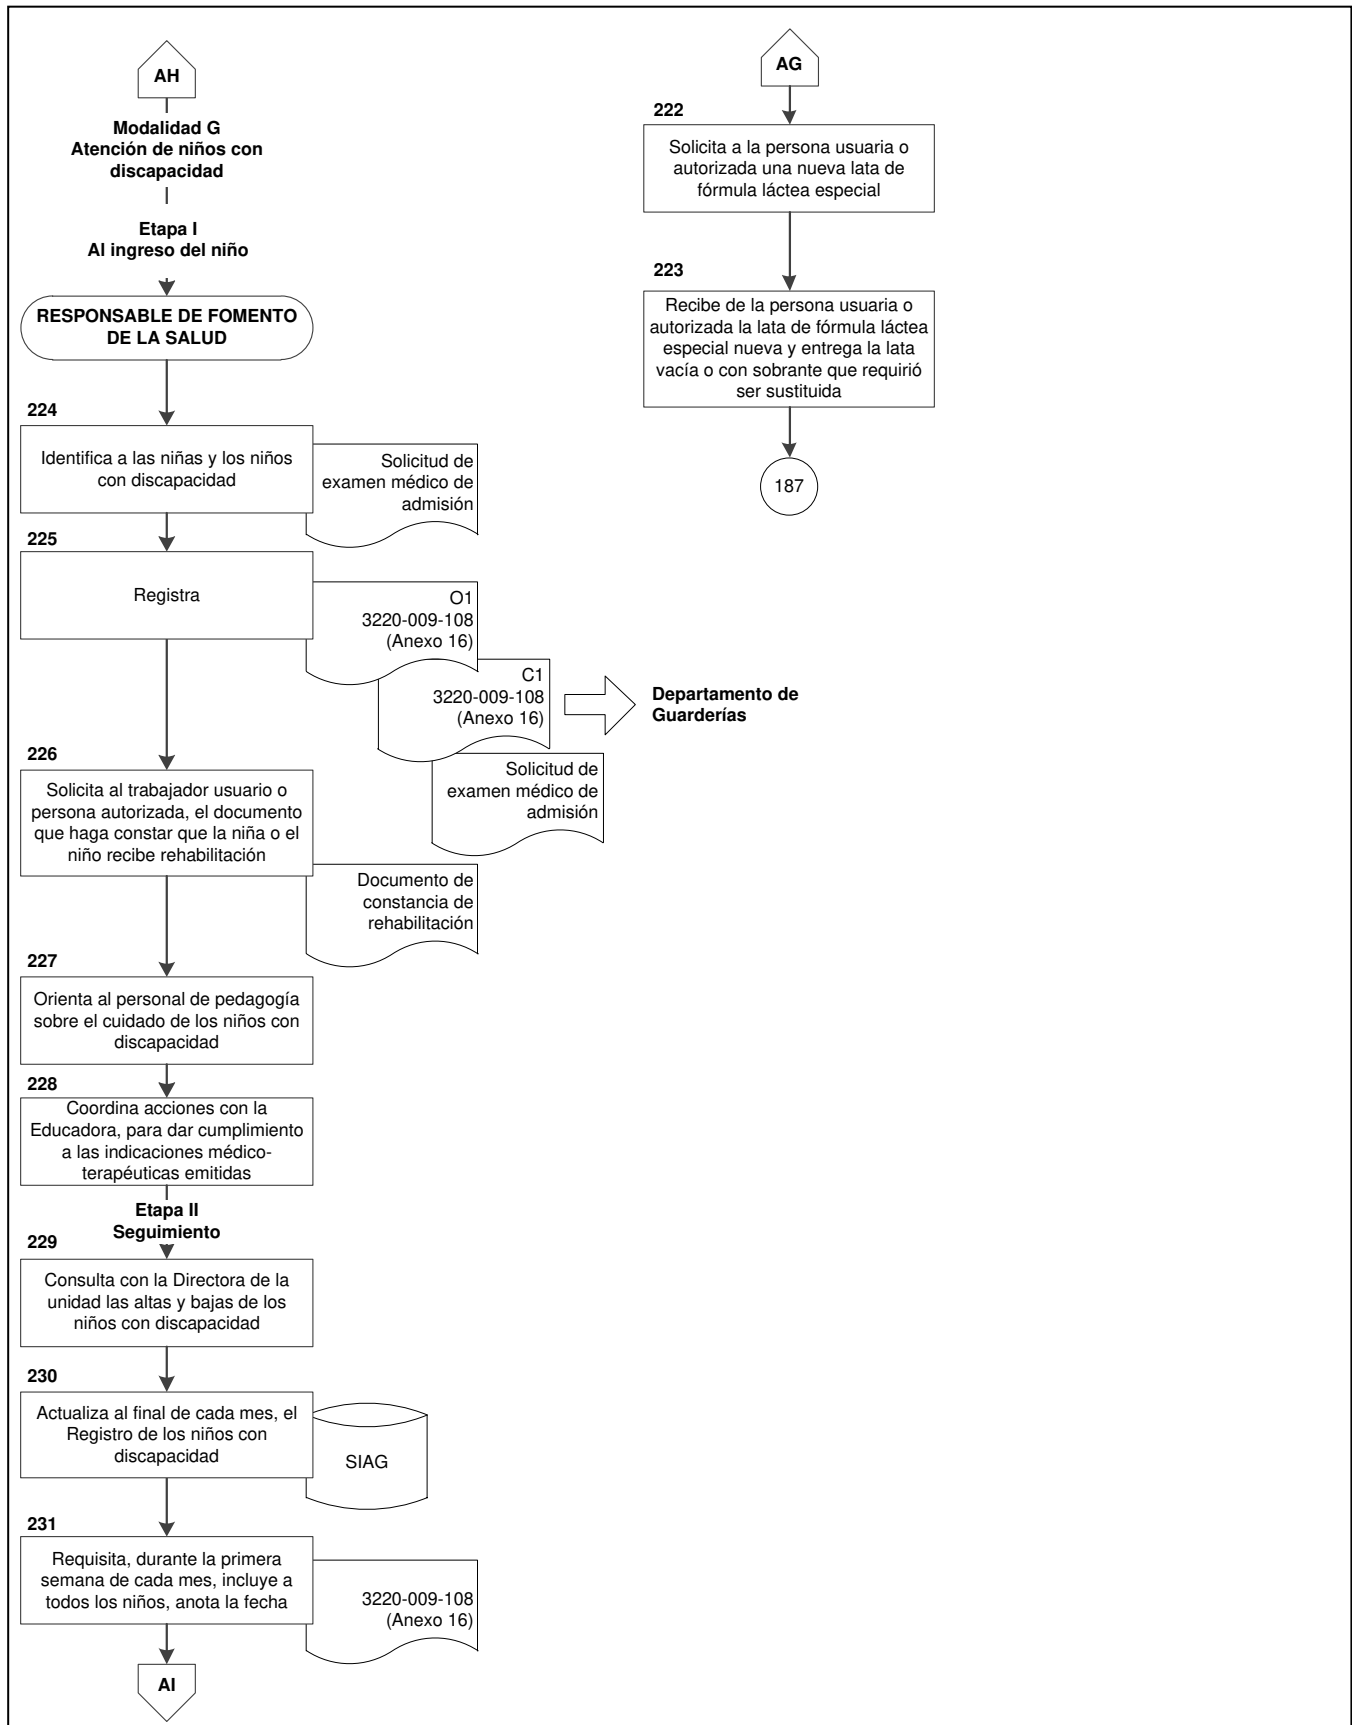 AH
Modalidad G
Atención de niños con
discapacidad
Etapa I
Al ingreso del niño
RESPONSABLE DE FOMENTO
DE LA SALUD
224
Identifica a las niñas y los niños
con discapacidad
Solicitud de
examen médico de
admisión
225
Registra
O1
3220-009-108
(Anexo 16)
C1
3220-009-108
(Anexo 16)
Departamento de
Guarderías
Solicitud de
examen médico de
admisión
226
Solicita al trabajador usuario o
persona autorizada, el documento
que haga constar que la niña o el
niño recibe rehabilitación
Documento de
constancia de
rehabilitación
227
Orienta al personal de pedagogía
sobre el cuidado de los niños con
discapacidad
228
Coordina acciones con la
Educadora, para dar cumplimiento
a las indicaciones médico-
terapéuticas emitidas
Etapa II
Seguimiento
229
Consulta con la Directora de la
unidad las altas y bajas de los
niños con discapacidad
230
Actualiza al final de cada mes, el
Registro de los niños con
discapacidad
SIAG
231
Requisita, durante la primera
semana de cada mes, incluye a
todos los niños, anota la fecha
3220-009-108
(Anexo 16)
AI
AG
222
Solicita a la persona usuaria o
autorizada una nueva lata de
fórmula láctea especial
223
Recibe de la persona usuaria o
autorizada la lata de fórmula láctea
especial nueva y entrega la lata
vacía o con sobrante que requirió
ser sustituida
187